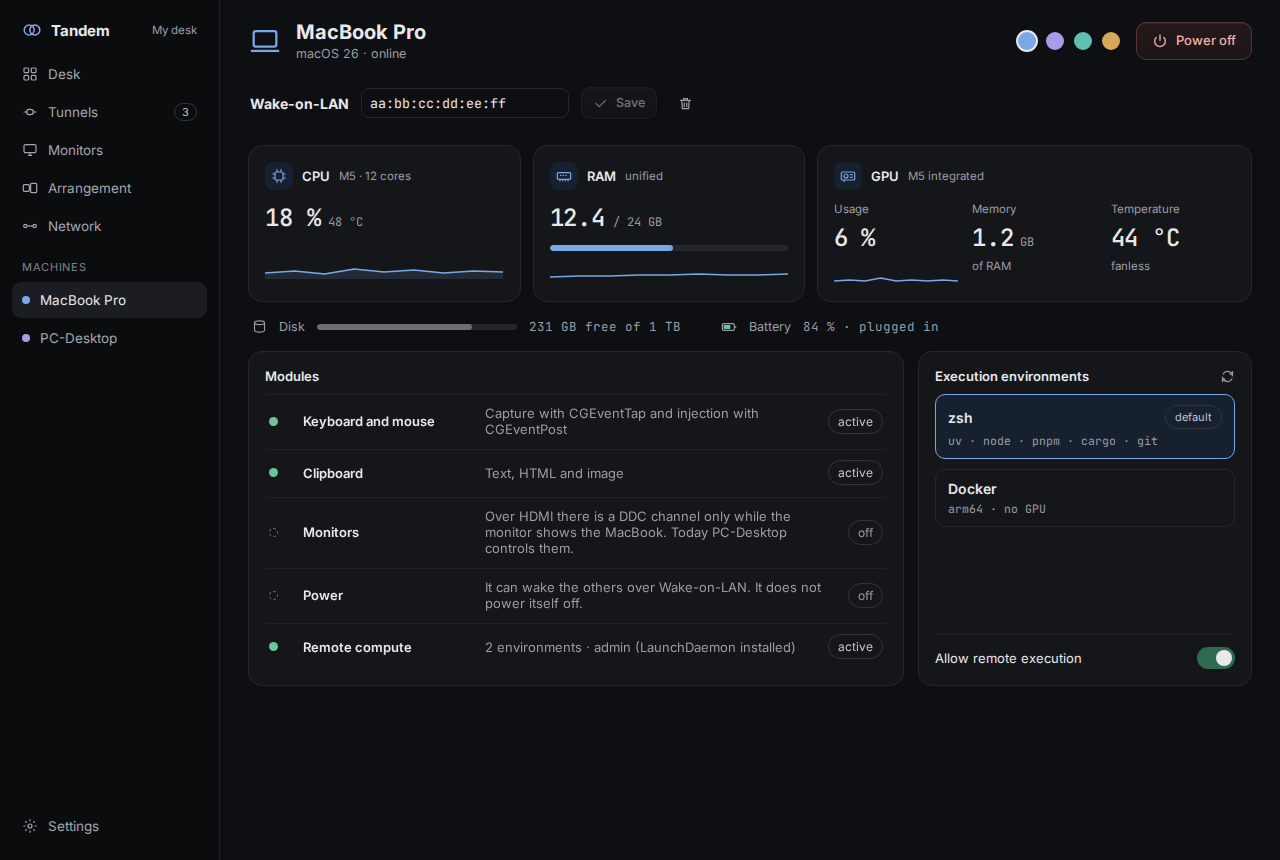 Tandem
My desk
Desk
Tunnels 3
Monitors
Arrangement
Network
MACHINES
MacBook Pro
PC-Desktop
Settings
MacBook Pro
macOS 26 · online
Power off
Wake-on-LAN aa:bb:cc:dd:ee:ff Save
CPU M5 · 12 cores
18 % 48 °C
RAM unified
12.4 / 24 GB
GPU M5 integrated
Usage Memory Temperature
6 % 1.2 GB 44 °C
of RAM fanless
Disk 231 GB free of 1 TB Battery 84 % · plugged in
Modules
Keyboard and mouse
Capture with CGEventTap and injection with
CGEventPost
active
Clipboard Text, HTML and image active
Monitors
Over HDMI there is a DDC channel only while the
monitor shows the MacBook. Today PC-Desktop
controls them.
off
Power
It can wake the others over Wake-on-LAN. It does not
power itself off.
off
Remote compute 2 environments · admin (LaunchDaemon installed) active
Execution environments
zsh default
uv · node · pnpm · cargo · git
Docker
arm64 · no GPU
Allow remote execution